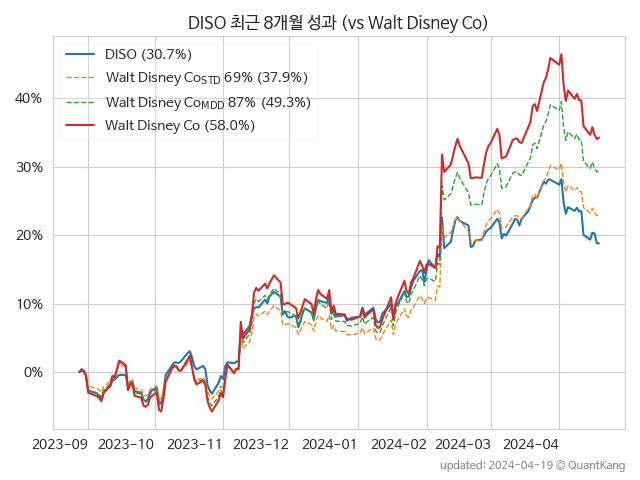 DISO 최근 8개월 성과 (vs Walt Disney Co)
DISO (30.7%)
Walt Disney Co_STD 69% (37.9%)
Walt Disney Co_MDD 87% (49.3%)
Walt Disney Co (58.0%)
40%
30%
20%
10%
0%
2023-09 2023-10 2023-11 2023-12 2024-01 2024-02 2024-03 2024-04
updated: 2024-04-19 ⓒ QuantKang